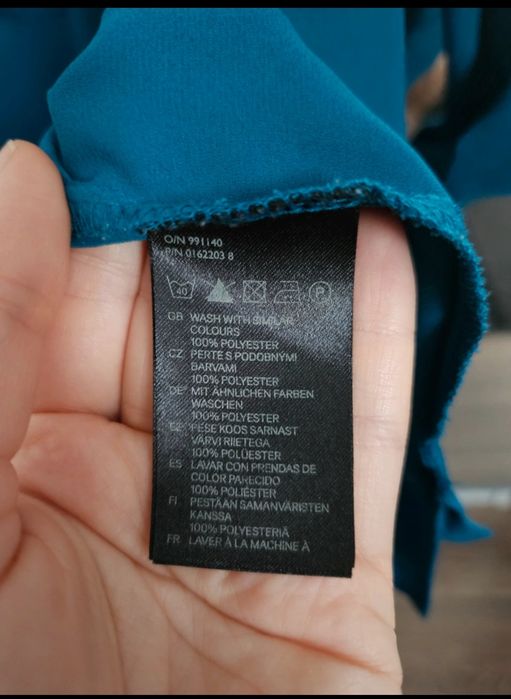 O/N 991140
P/N 0162203 8
40
P
GB WASH WITH SIMILAR
COLOURS
100% POLYESTER
CZ PERTE S PODOBNÝMI
BARVAMI
100% POLYESTER
DE MIT ÄHNLICHEN FARBEN
WASCHEN
100% POLYESTER
EE PESE KOOS SARNAST
VÄRVI RIIETEGA
100% POLÜESTER
ES LAVAR CON PRENDAS DE
COLOR PARECIDO
100% POLIÉSTER
FI PESTÄÄN SAMANVÄRISTEN
KANSSA
100% POLYESTERIÄ
FR LAVER À LA MACHINE À